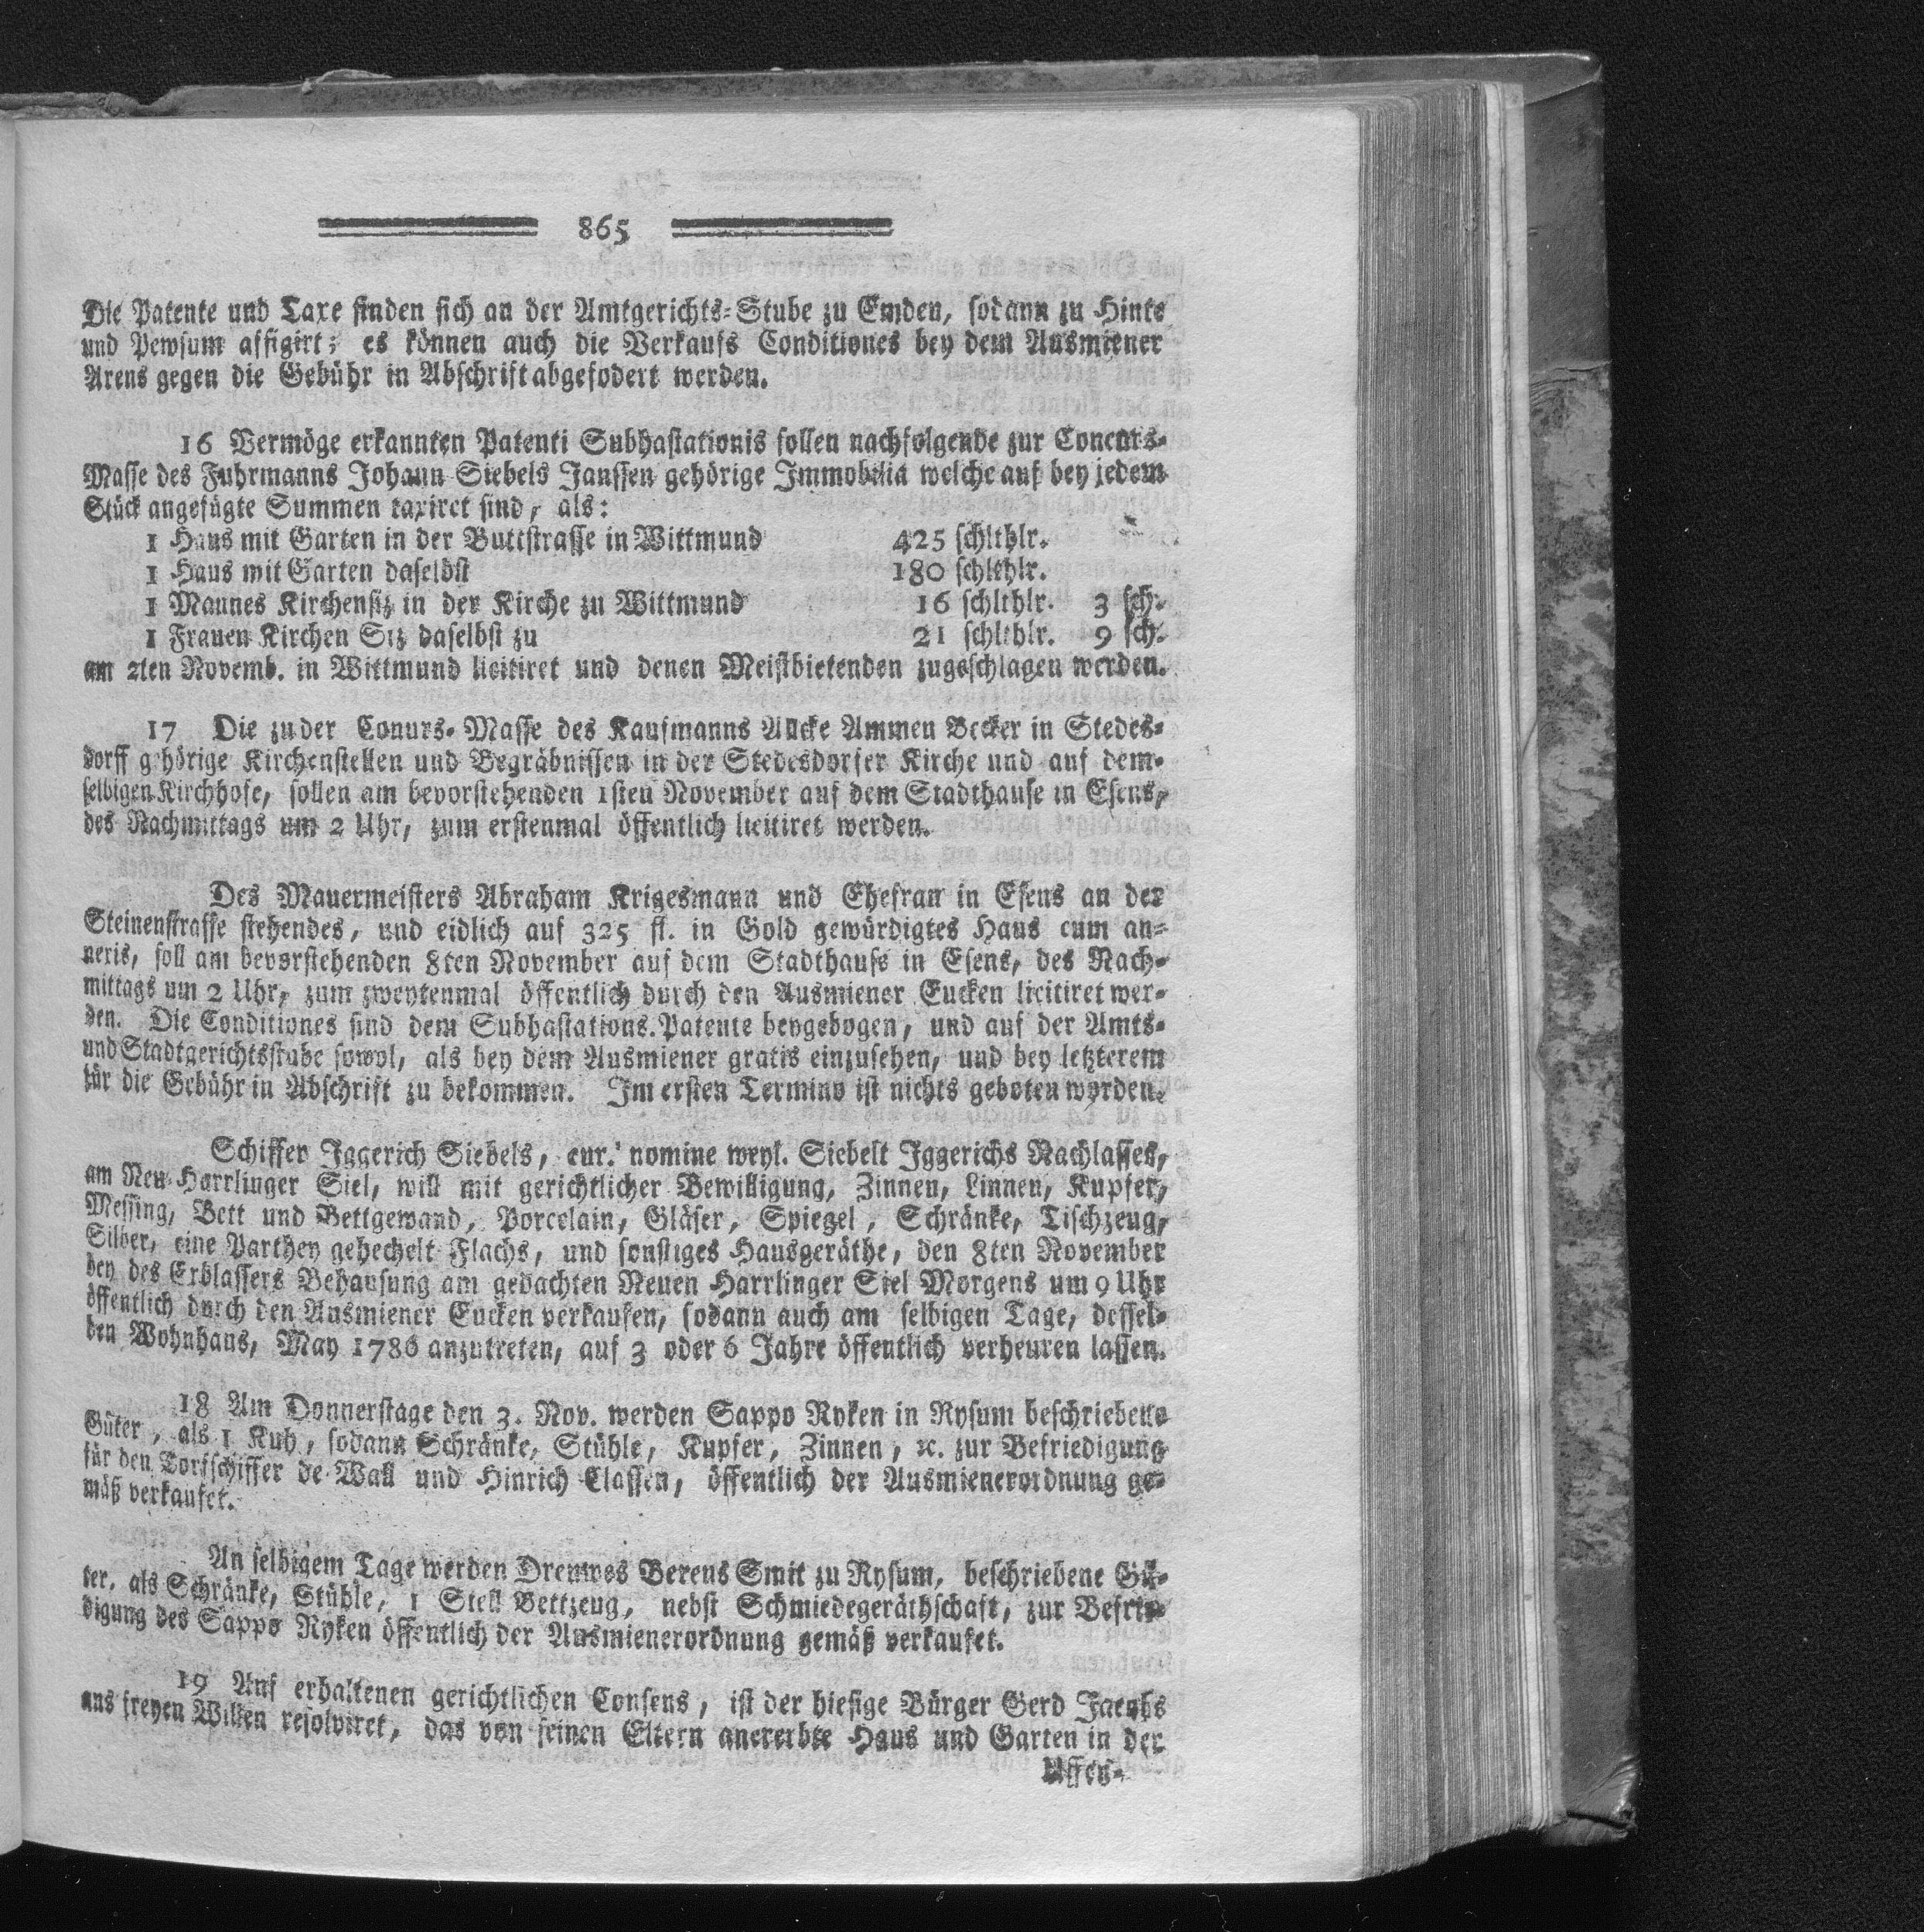 865
Die Patente und Taxe finden sich an der Amtgerichts-Stube zu Emden, sodann zu Hinte
und Pewsum affigirt; es können auch die Verkaufs Conditiones bey dem Ausmiener
Arens gegen die Gebühr in Abschrift abgefodert werden.
16 Vermöge erkannten Patenti Subhastationis sollen nachfolgende zur Concurs-
Masse des Fuhrmanns Johann Siebels Janssen gehörige Immobilia welche auf bey jedem
Stück angefügte Summen taxiret sind, als:
1 Haus mit Garten in der Buttstrasse in Wittmund 425 schlthlr.
1 Haus mit Garten daselbst 180 schlthlr.
1 Mannes Kirchensiz in der Kirche zu Wittmund 16 schlthlr. 3 sch.
1 Frauen Kirchen Siz daselbst zu 21 schlthlr. 9 sch.
am 2ten Novemb. in Wittmund licitiret und denen Meistbietenden zugeschlagen werden.
17 Die zu der Conurs-Masse des Kaufmanns Aucke Ammen Becker in Stedes-
dorff gehörige Kirchenstellen und Begräbnissen in der Stedesdorfer Kirche und auf dem-
selbigen Kirchhofe, sollen am bevorstehenden 1sten November auf dem Stadthause in Esens,
des Nachmittags um 2 Uhr, zum erstenmal öffentlich licitiret werden.
Des Mauermeisters Abraham Krigesmann und Ehefrau in Esens an der
Steinenstrasse stehendes, und eidlich auf 325 fl. in Gold gewürdigtes Haus cum an-
nexis, soll am bevorstehenden 8ten November auf dem Stadthause in Esens, des Nach-
mittags um 2 Uhr, zum zweytenmal öffentlich durch den Ausmiener Eucken licitiret wer-
den. Die Conditiones sind dem Subhastations-Patente beygebogen, und auf der Amts-
und Stadtgerichtsstube sowol, als bey dem Ausmiener gratis einzusehen, und bey letzterem
für die Gebühr in Abschrift zu bekommen. Im ersten Termino ist nichts geboten worden.
Schiffer Iggerich Siebels, cur. nomine weyl. Siebelt Iggerichs Nachlasses,
am Neu-Harrlinger Siel, will mit gerichtlicher Bewilligung, Zinnen, Linnen, Kupfer,
Messing, Bett und Bettgewand, Porcelain, Gläser, Spiegel, Schränke, Tischzeug,
Silber, eine Parthey gehechelt Flachs, und sonstiges Hausgeräthe, den 8ten November
bey des Erblassers Behausung am gedachten Neuen Harrlinger Siel Morgens um 9 Uhr
öffentlich durch den Ausmiener Eucken verkaufen, sodann auch am selbigen Tage, dessel-
ben Wohnhaus, May 1786 anzutreten, auf 3 oder 6 Jahre öffentlich verheuren lassen.
18 Am Donnerstage den 3. Nov. werden Sappo Ryken in Rysum beschriebene
Güter, als 1 Kuh, sodann Schränke, Stühle, Kupfer, Zinnen, ꝛc. zur Befriedigung
für den Torfschiffer de Wall und Hinrich Classen, öffentlich der Ausmienerordnung ge-
mäß verkaufet.
An selbigem Tage werden Drewes Berens Smit zu Rysum, beschriebene Gü-
ter, als Schränke, Stühle, 1 Stell Bettzeug, nebst Schmiedegeräthschaft, zur Befrie-
digung des Sappo Ryken öffentlich der Ausmienerordnung gemäß verkaufet.
19 Auf erhaltenen gerichtlichen Consens, ist der hiesige Bürger Gerd Jacobs
aus freyen Willen resolviret, das von seinen Eltern anererbte Haus und Garten in der